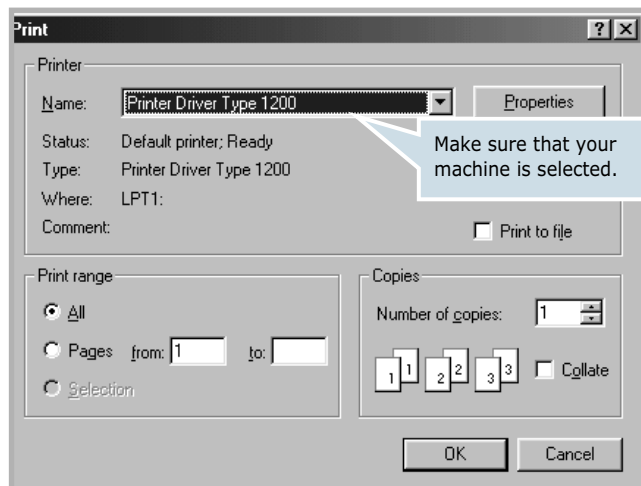 Print
Printer
Name: Printer Driver Type 1200 Properties
Status: Default printer; Ready
Type: Printer Driver Type 1200
Where: LPT1:
Comment:
Make sure that your
machine is selected.
Print to file
Print range
All
Pages from: 1 to:
Selection
Copies
Number of copies: 1
1 1 2 2 3 3 Collate
OK Cancel